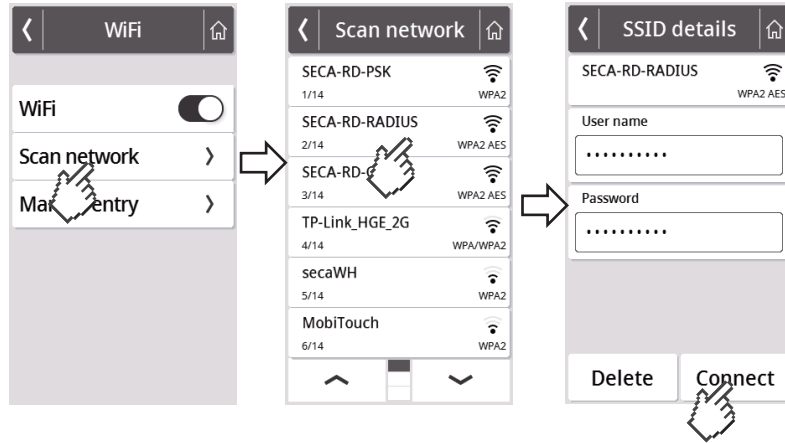 WiFi
WiFi
Scan network
Ma entry
Scan network
SECA-RD-PSK
1/14 WPA2
SECA-RD-RADIUS
2/14 WPA2 AES
SECA-RD-
3/14 WPA2 AES
TP-Link_HGE_2G
4/14 WPA/WPA2
secaWH
5/14 WPA2
MobiTouch
6/14 WPA2
SSID details
SECA-RD-RADIUS
WPA2 AES
User name
Password
Delete Connect